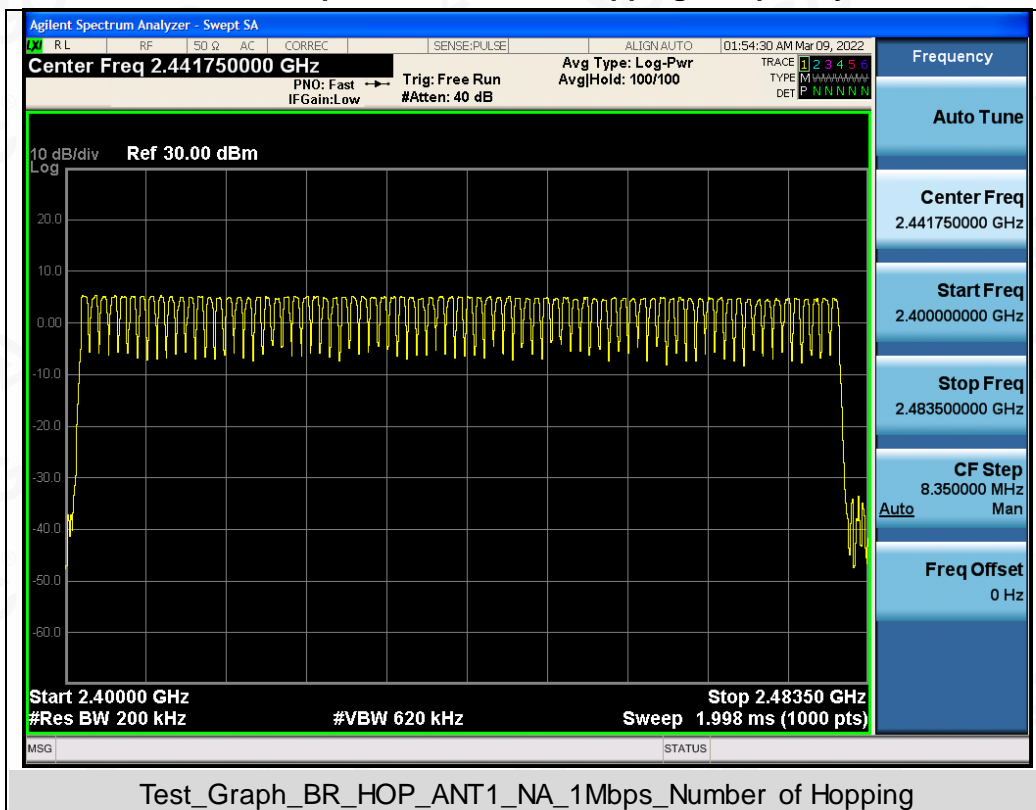 Agilent Spectrum Analyzer - Swept SA
LXI RL RF 50 Ω AC CORREC SENSE:PULSE ALIGN AUTO 01:54:30 AM Mar 09, 2022
Center Freq 2.441750000 GHz
PNO: Fast
IFGain:Low
Trig: Free Run
#Atten: 40 dB
Avg Type: Log-Pwr
Avg|Hold: 100/100
TRACE 1 2 3 4 5 6
TYPE M WWWWW
DET P N N N N N
Frequency
Auto Tune
Center Freq
2.441750000 GHz
Start Freq
2.400000000 GHz
Stop Freq
2.483500000 GHz
CF Step
8.350000 MHz
Auto Man
Freq Offset
0 Hz
10 dB/div Ref 30.00 dBm
Log
20.0
10.0
0.00
-10.0
-20.0
-30.0
-40.0
-50.0
-60.0
Start 2.40000 GHz Stop 2.48350 GHz
#Res BW 200 kHz #VBW 620 kHz Sweep 1.998 ms (1000 pts)
MSG STATUS
Test_Graph_BR_HOP_ANT1_NA_1Mbps_Number of Hopping